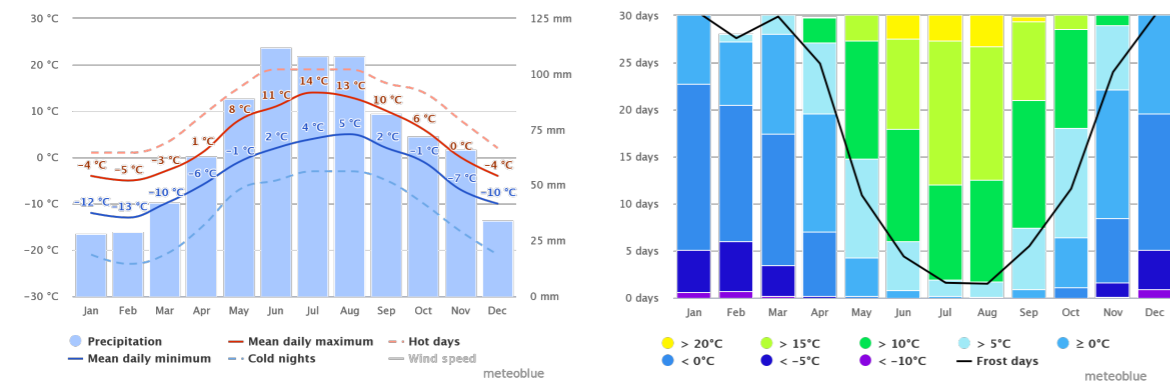 30 °C
20 °C
10 °C
0 °C
−10 °C
−20 °C
−30 °C
125 mm
100 mm
75 mm
50 mm
25 mm
0 mm
−4 °C −5 °C −3 °C 1 °C 8 °C 11 °C 14 °C 13 °C 10 °C 6 °C 0 °C −4 °C
−12 °C −13 °C −10 °C −6 °C −1 °C 2 °C 4 °C 5 °C 2 °C −1 °C −7 °C −10 °C
Jan Feb Mar Apr May Jun Jul Aug Sep Oct Nov Dec
Precipitation Mean daily maximum Hot days
Mean daily minimum Cold nights Wind speed
meteoblue
30 days
25 days
20 days
15 days
10 days
5 days
0 days
Jan Feb Mar Apr May Jun Jul Aug Sep Oct Nov Dec
> 20°C > 15°C > 10°C > 5°C ≥ 0°C
< 0°C < −5°C < −10°C Frost days
meteoblue